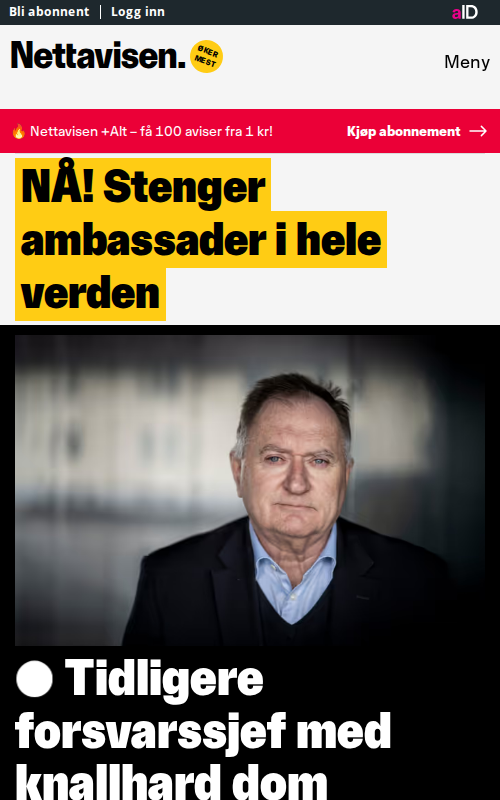 Bli abonnent | Logg inn
aID
Nettavisen.
ØKER
MEST
Meny
🔥 Nettavisen +Alt – få 100 aviser fra 1 kr!
Kjøp abonnement →
NÅ! Stenger
ambassader i hele
verden
Tidligere
forsvarssjef med
knallhard dom